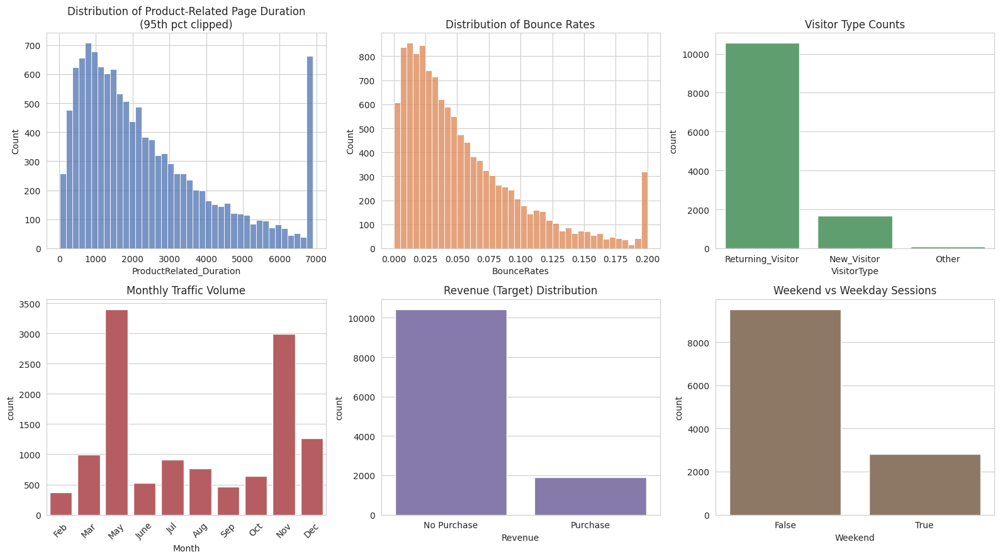 Distribution of Product-Related Page Duration
(95th pct clipped)
700
600
500
400
300
200
100
0
Count
0 1000 2000 3000 4000 5000 6000 7000
ProductRelated_Duration
Distribution of Bounce Rates
800
700
600
500
400
300
200
100
0
Count
0.000 0.025 0.050 0.075 0.100 0.125 0.150 0.175 0.200
BounceRates
Visitor Type Counts
10000
8000
6000
4000
2000
0
count
Returning_Visitor New_Visitor Other
VisitorType
Monthly Traffic Volume
3500
3000
2500
2000
1500
1000
500
0
count
Feb Mar May June Jul Aug Sep Oct Nov Dec
Month
Revenue (Target) Distribution
10000
8000
6000
4000
2000
0
count
No Purchase Purchase
Revenue
Weekend vs Weekday Sessions
8000
6000
4000
2000
0
count
False True
Weekend